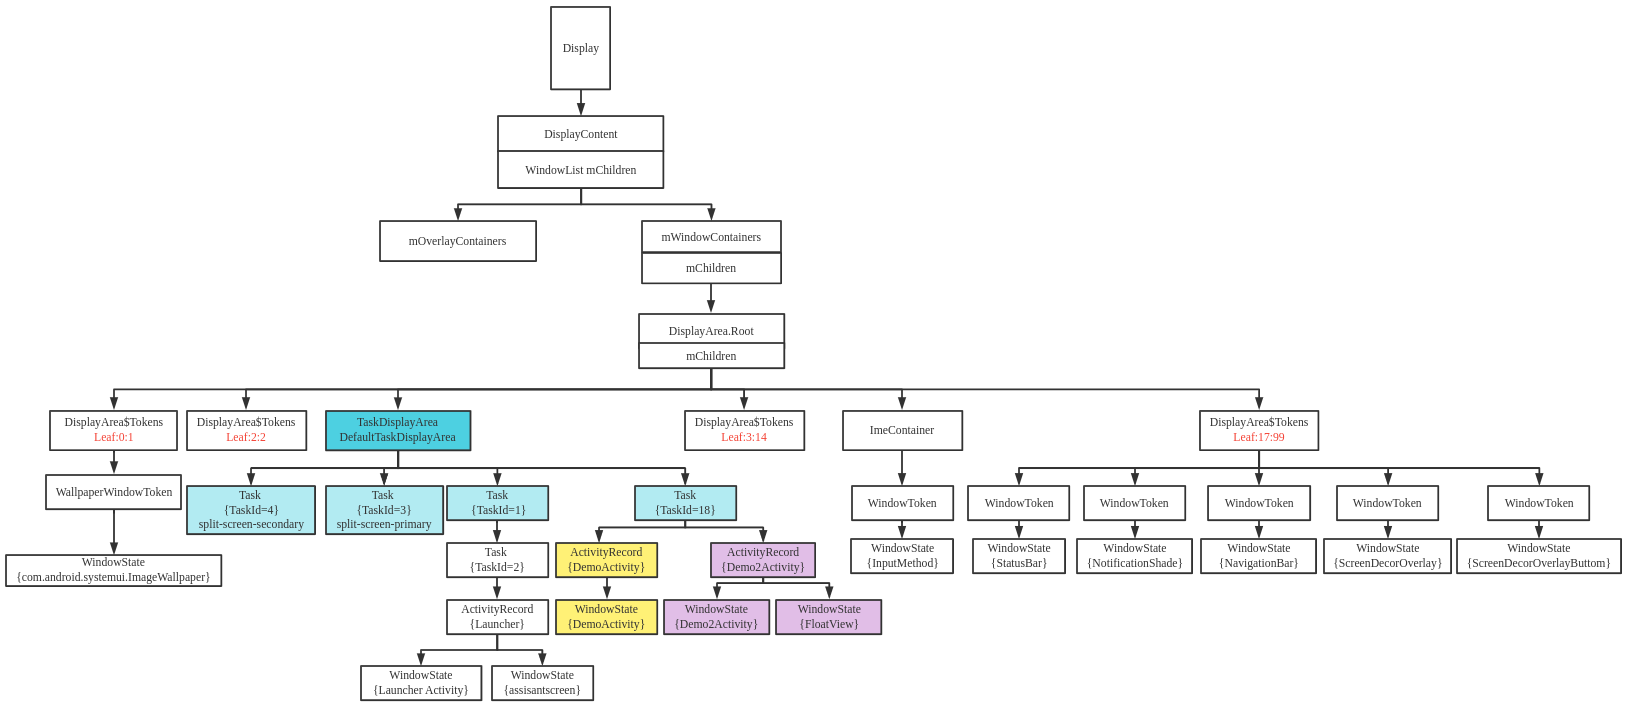 Display
DisplayContent
WindowList mChildren
mOverlayContainers
mWindowContainers
mChildren
DisplayArea.Root
mChildren
DisplayArea$Tokens
Leaf:0:1
DisplayArea$Tokens
Leaf:2:2
TaskDisplayArea
DefaultTaskDisplayArea
DisplayArea$Tokens
Leaf:3:14
ImeContainer
DisplayArea$Tokens
Leaf:17:99
WallpaperWindowToken
Task
{TaskId=4}
split-screen-secondary
Task
{TaskId=3}
split-screen-primary
Task
{TaskId=1}
Task
{TaskId=18}
WindowToken
WindowToken
WindowToken
WindowToken
WindowToken
WindowToken
WindowState
{com.android.systemui.ImageWallpaper}
Task
{TaskId=2}
ActivityRecord
{DemoActivity}
ActivityRecord
{Demo2Activity}
WindowState
{InputMethod}
WindowState
{StatusBar}
WindowState
{NotificationShade}
WindowState
{NavigationBar}
WindowState
{ScreenDecorOverlay}
WindowState
{ScreenDecorOverlayButtom}
ActivityRecord
{Launcher}
WindowState
{DemoActivity}
WindowState
{Demo2Activity}
WindowState
{FloatView}
WindowState
{Launcher Activity}
WindowState
{assisantscreen}